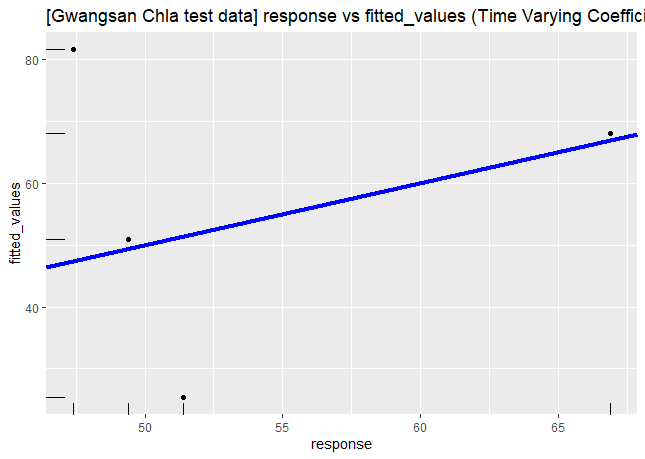 [Gwangsan Chla test data] response vs fitted_values (Time Varying Coeffici
80
60
40
fitted_values
50 55 60 65
response